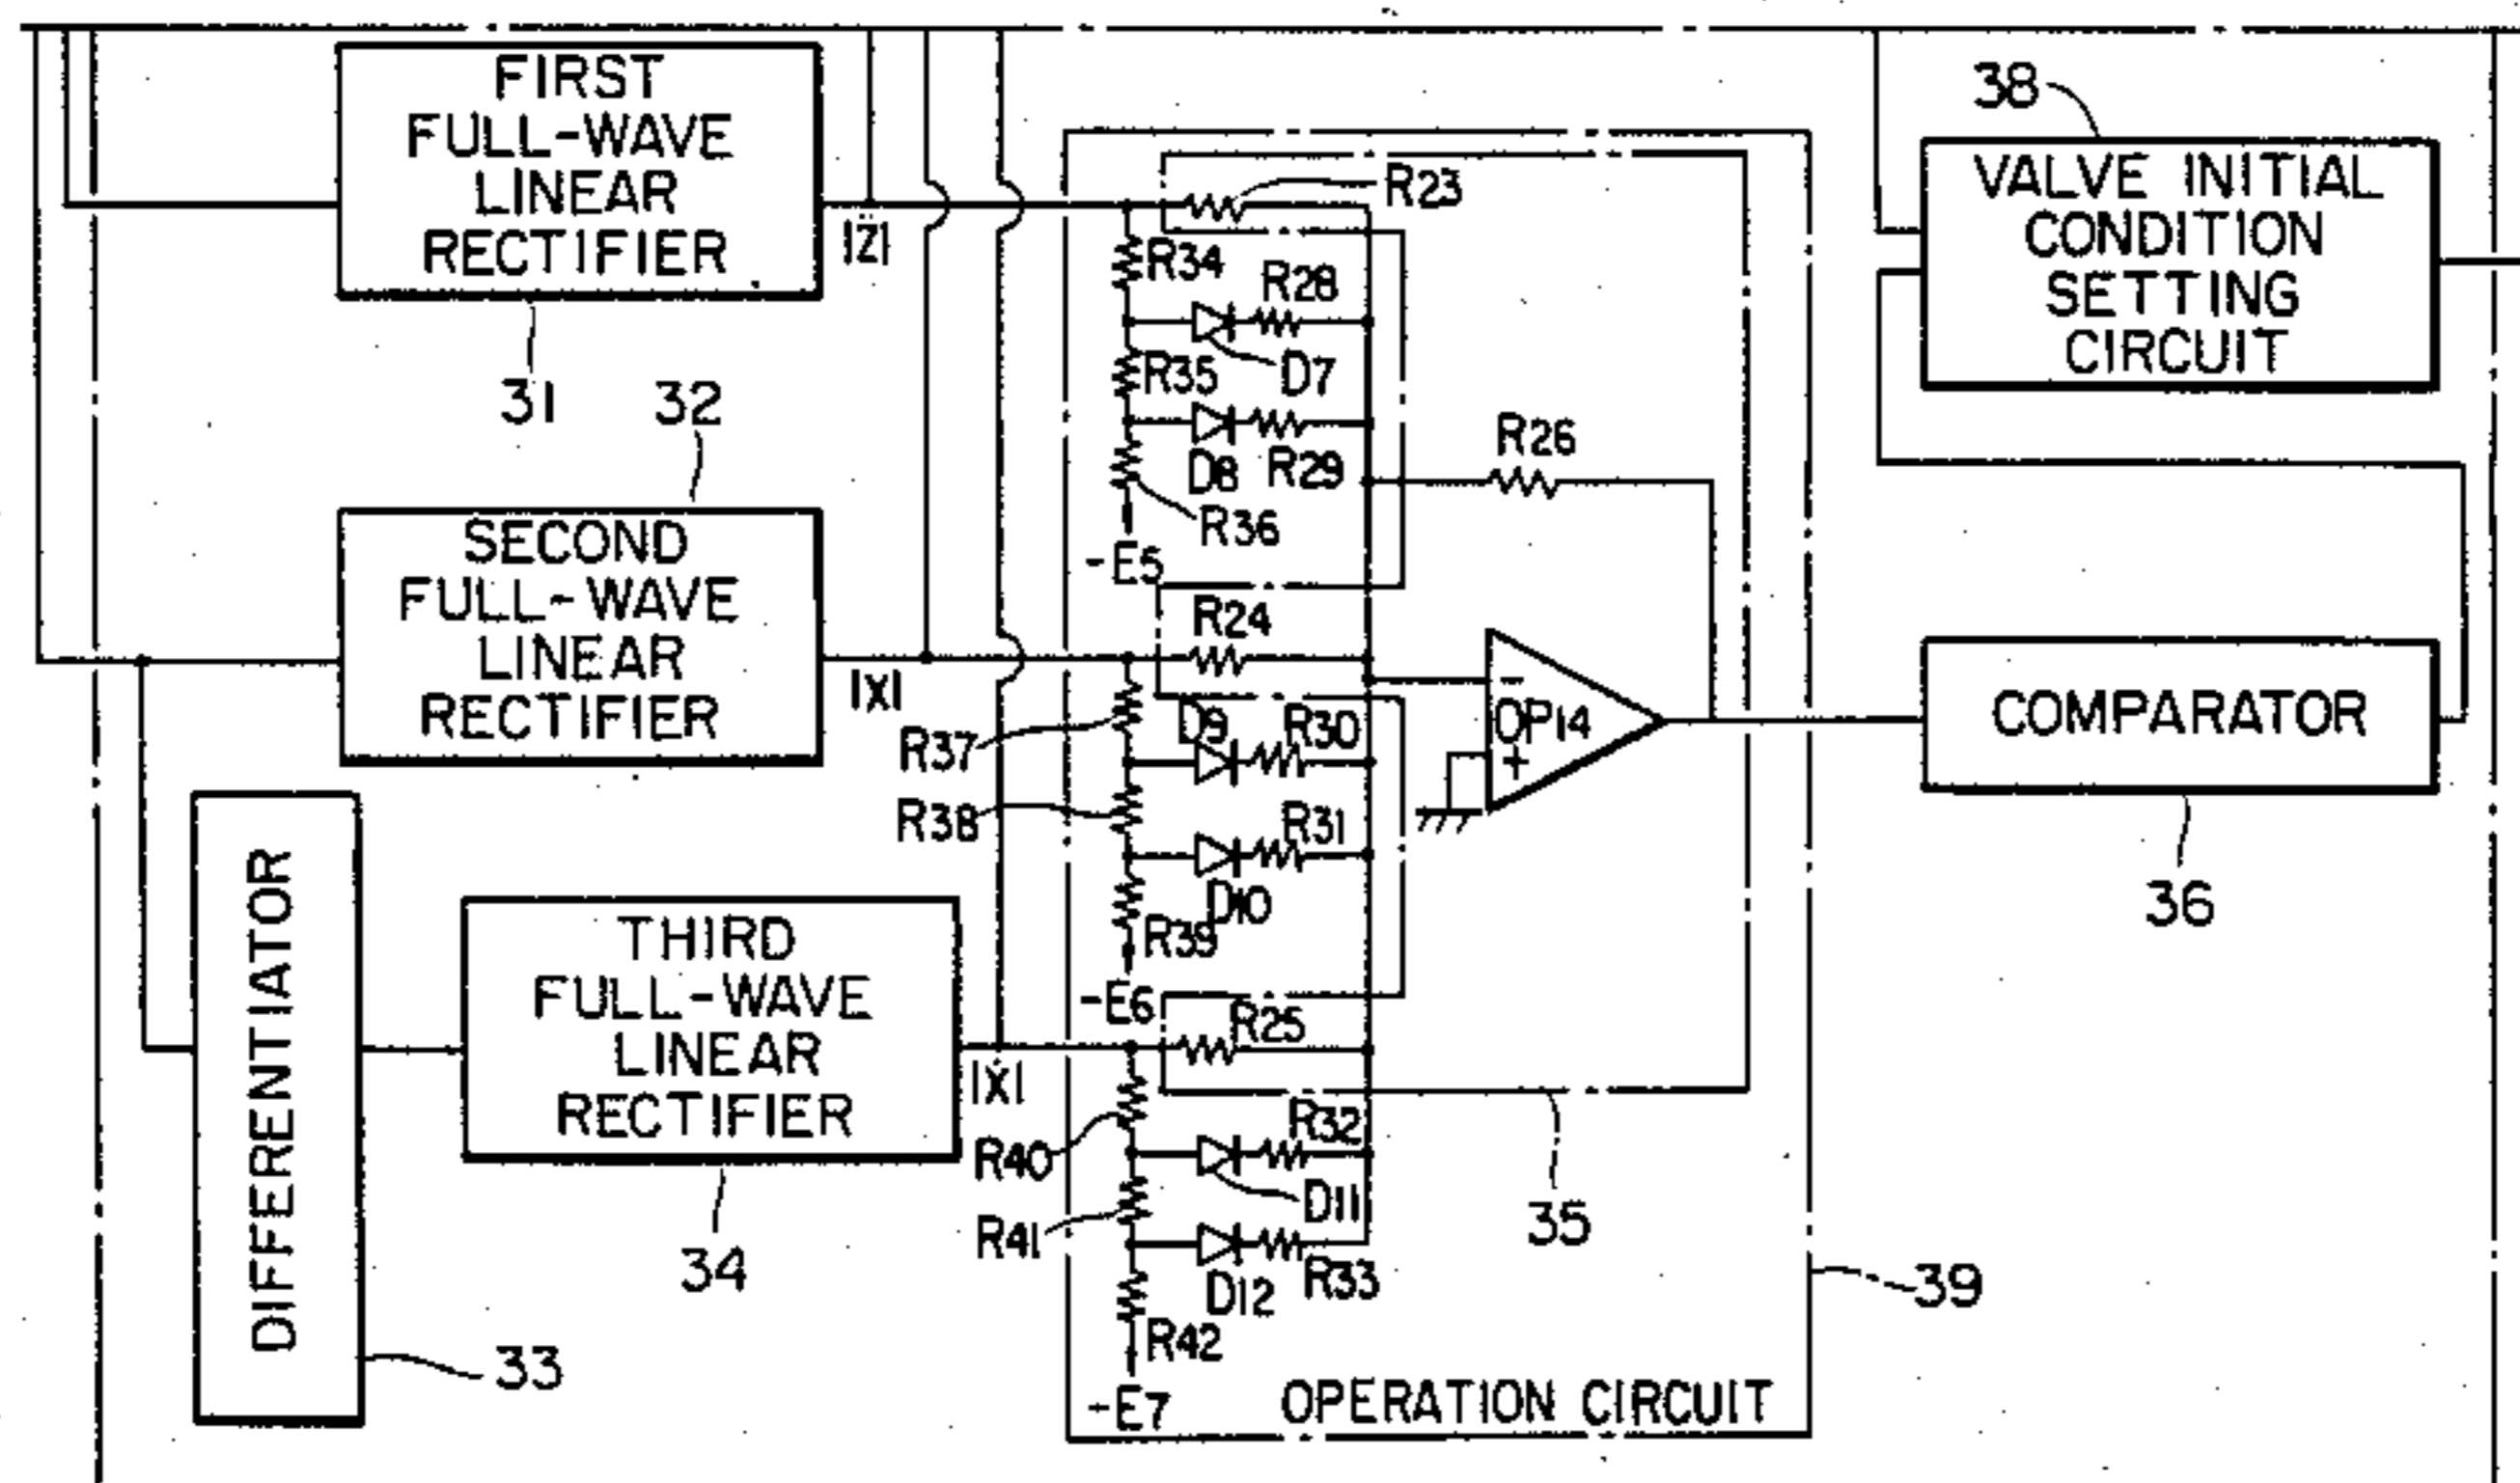 FIRST
FULL-WAVE
LINEAR
RECTIFIER
31
|Z̈|
SECOND
FULL-WAVE
LINEAR
RECTIFIER
32
|X|
DIFFERENTIATOR
33
THIRD
FULL-WAVE
LINEAR
RECTIFIER
34
|Ẋ|
R23
R34
R28
D7
R35
D8
R29
R36
-E5
R26
R24
R37
D9
R30
R38
R31
D10
R39
-E6
R25
R40
R32
D11
R41
D12
R33
R42
-E7
-
OP14
+
35
OPERATION CIRCUIT
39
38
VALVE INITIAL
CONDITION
SETTING
CIRCUIT
COMPARATOR
36